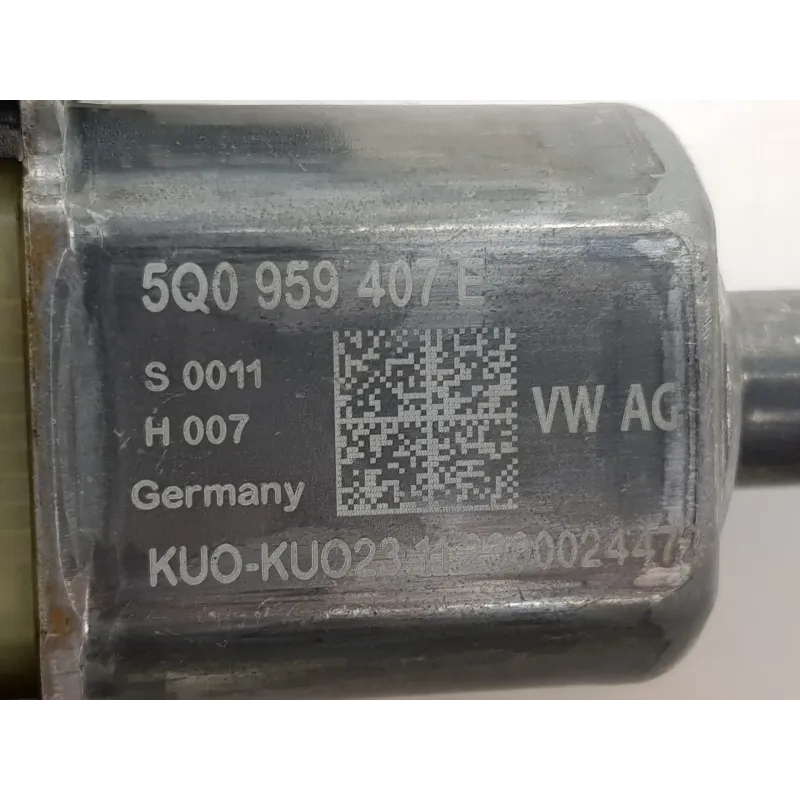 5Q0 959 407 E
S 0011
H 007
VW AG
Germany